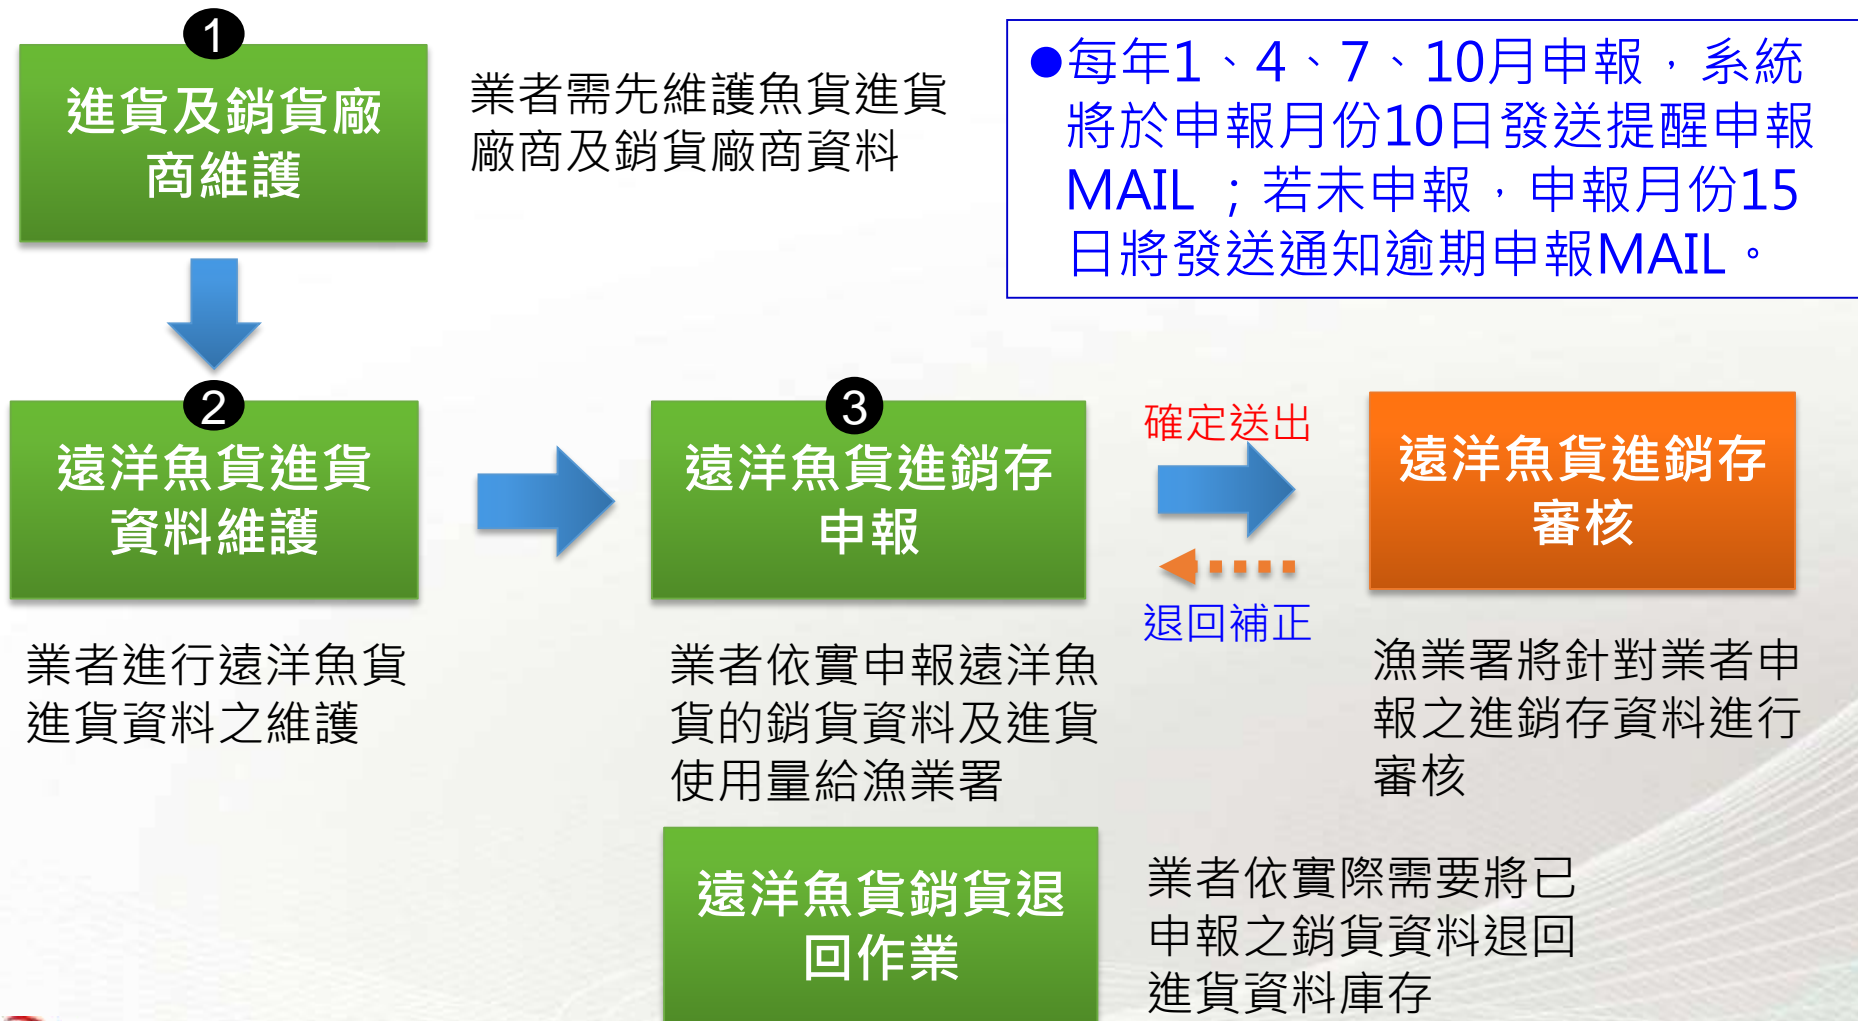 1
進貨及銷貨廠
商維護
業者需先維護魚貨進貨
廠商及銷貨廠商資料
●每年1、4、7、10月申報，系統
將於申報月份10日發送提醒申報
MAIL ；若未申報，申報月份15
日將發送通知逾期申報MAIL。
2
遠洋魚貨進貨
資料維護
業者進行遠洋魚貨
進貨資料之維護
3
遠洋魚貨進銷存
申報
業者依實申報遠洋魚
貨的銷貨資料及進貨
使用量給漁業署
確定送出
退回補正
遠洋魚貨進銷存
審核
漁業署將針對業者申
報之進銷存資料進行
審核
遠洋魚貨銷貨退
回作業
業者依實際需要將已
申報之銷貨資料退回
進貨資料庫存